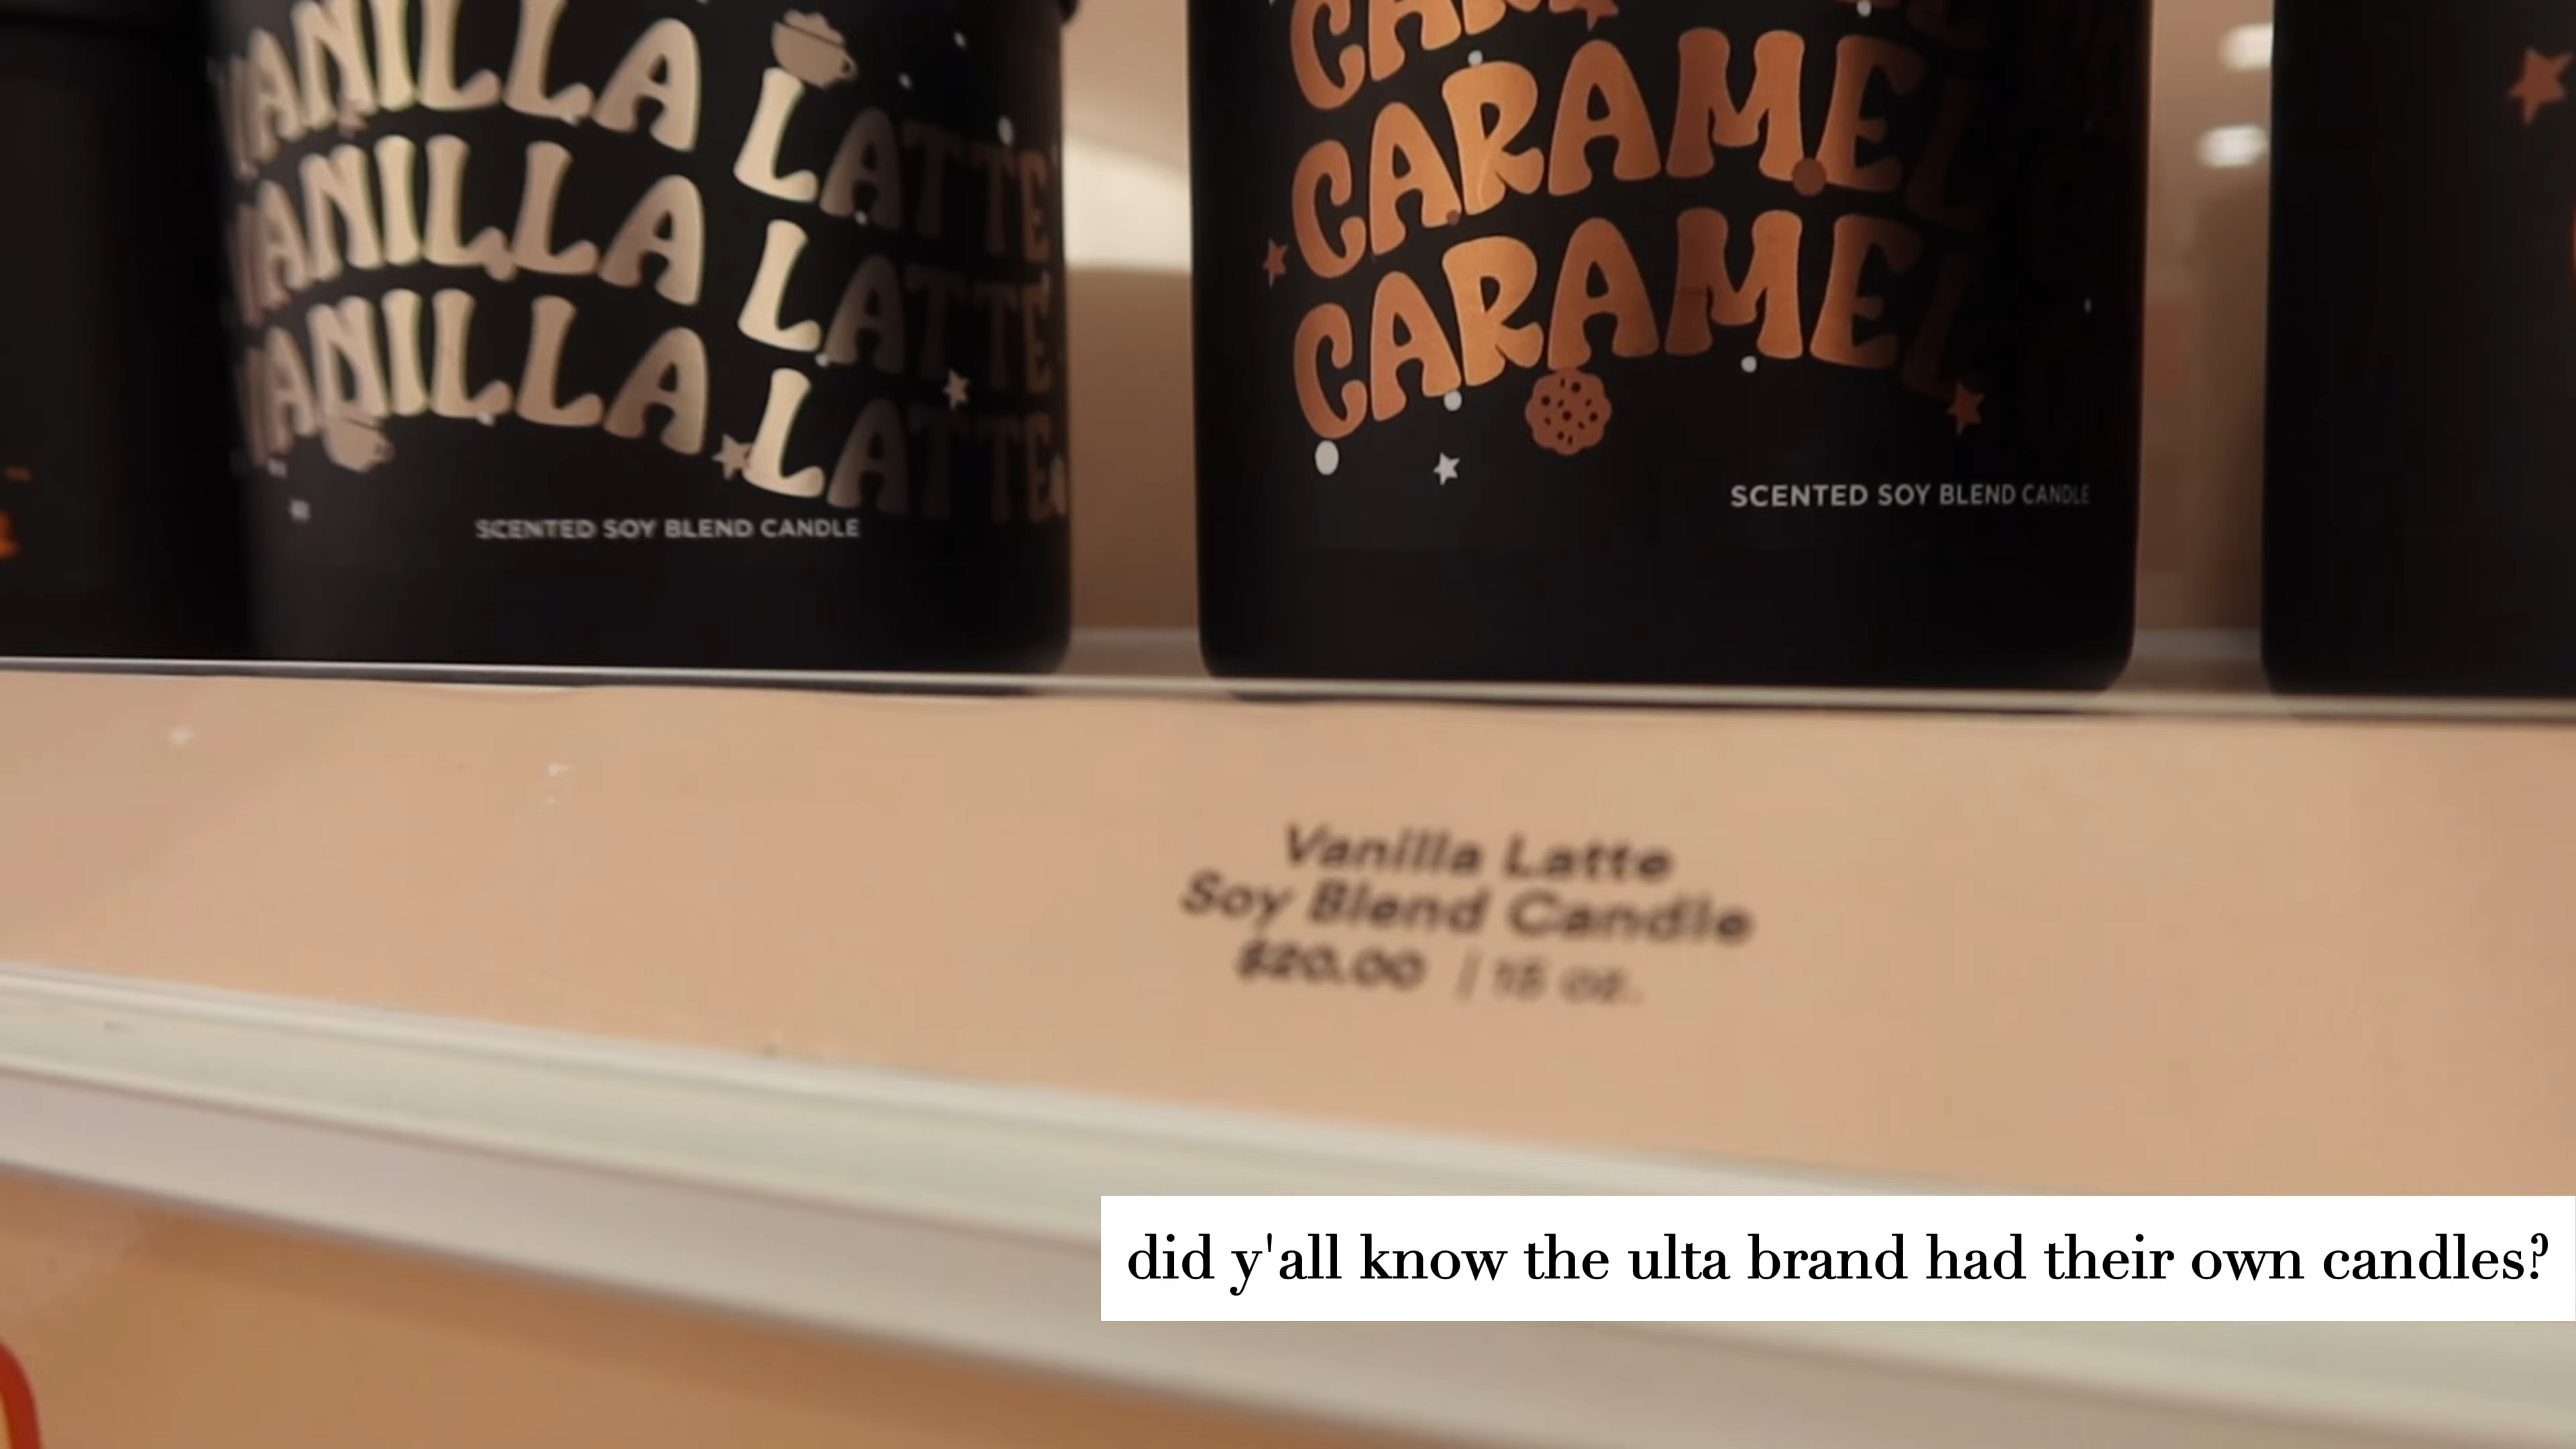 VANILLA LATTE
VANILLA LATTE
VANILLA LATTE
SCENTED SOY BLEND CANDLE
CARAMEL
CARAMEL
CARAMEL
SCENTED SOY BLEND CANDLE
Vanilla Latte
Soy Blend Candle
$20.00 | 15 oz.
did y'all know the ulta brand had their own candles?